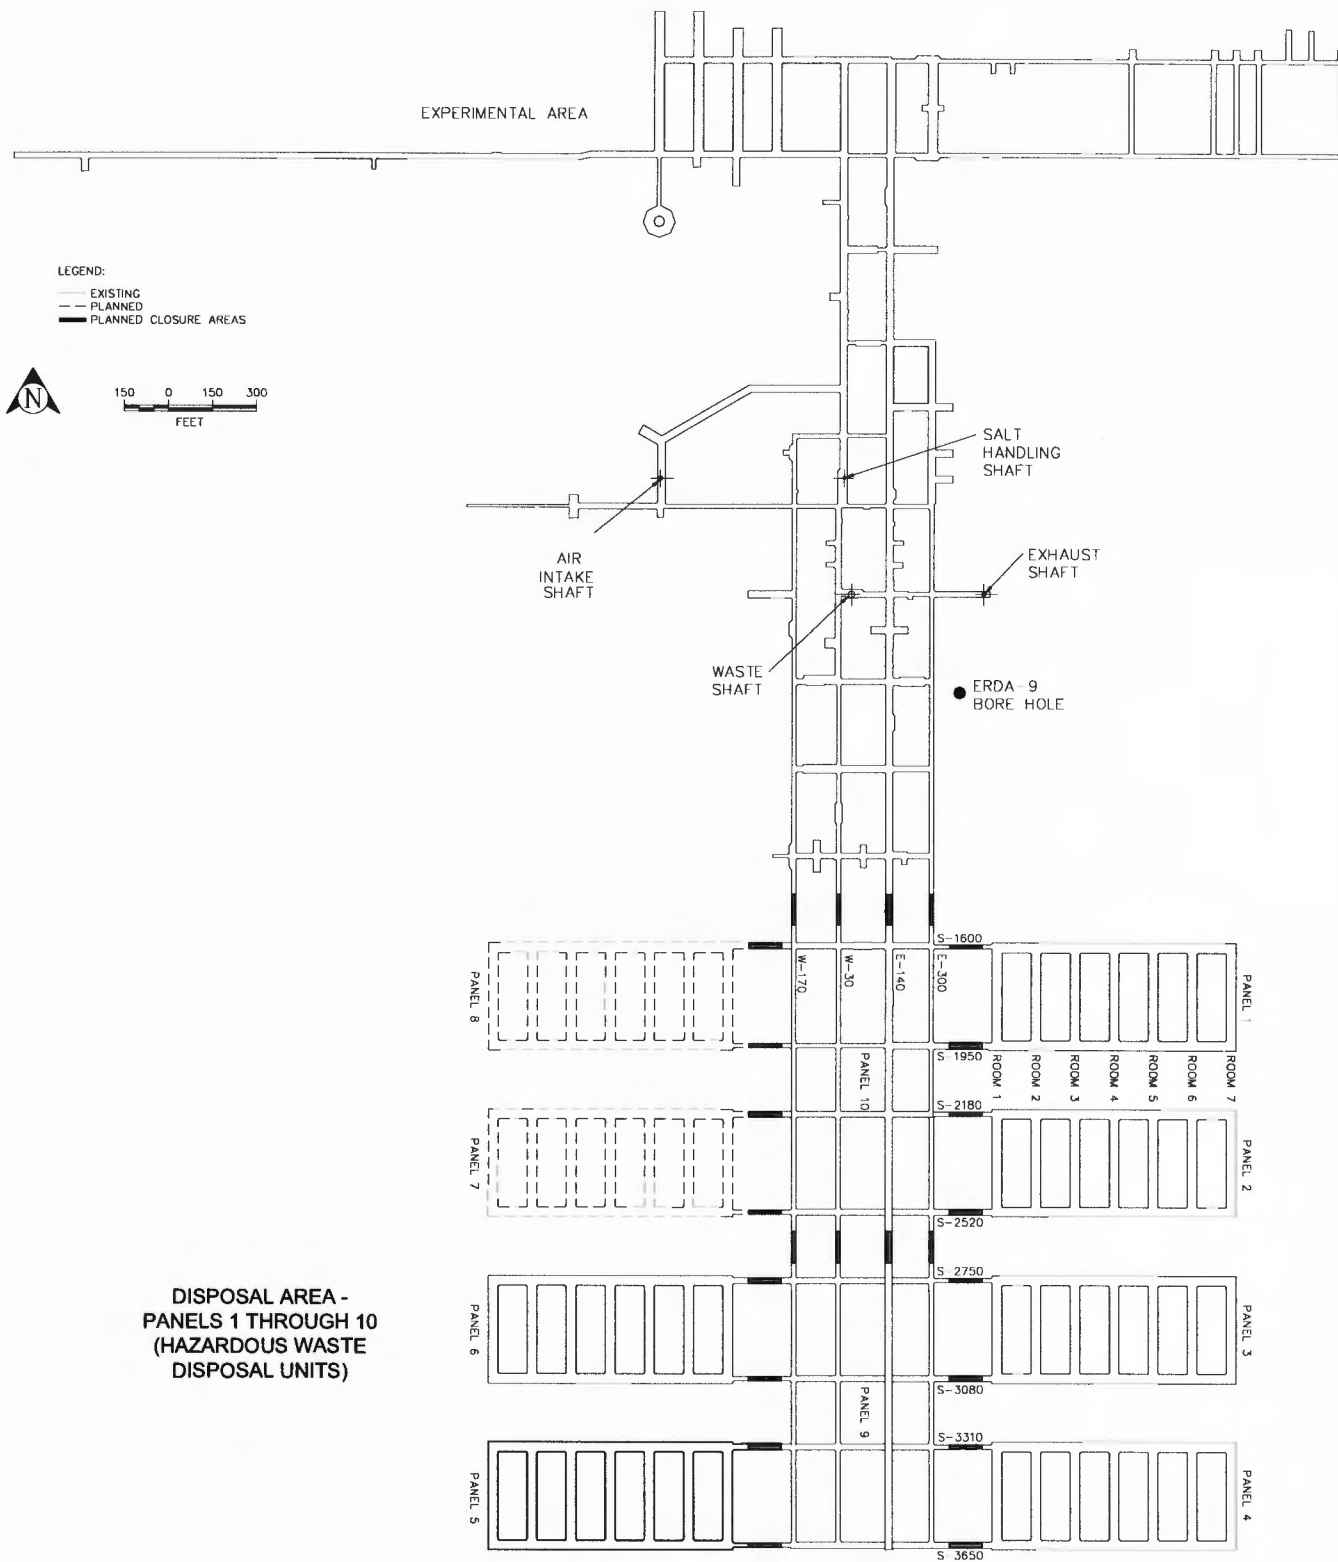 EXPERIMENTAL AREA
LEGEND:
EXISTING
PLANNED
PLANNED CLOSURE AREAS
N
150 0 150 300
FEET
SALT
HANDLING
SHAFT
AIR
INTAKE
SHAFT
EXHAUST
SHAFT
WASTE
SHAFT
ERDA-9
BORE HOLE
S-1600
W-170
W-30
E-140
E-300
PANEL 8
PANEL 1
S-1950
PANEL 10
ROOM 1
ROOM 2
ROOM 3
ROOM 4
ROOM 5
ROOM 6
ROOM 7
S-2180
PANEL 7
PANEL 2
S-2520
S-2750
DISPOSAL AREA -
PANELS 1 THROUGH 10
(HAZARDOUS WASTE
DISPOSAL UNITS)
PANEL 6
PANEL 3
S-3080
PANEL 9
S-3310
PANEL 5
PANEL 4
S-3650